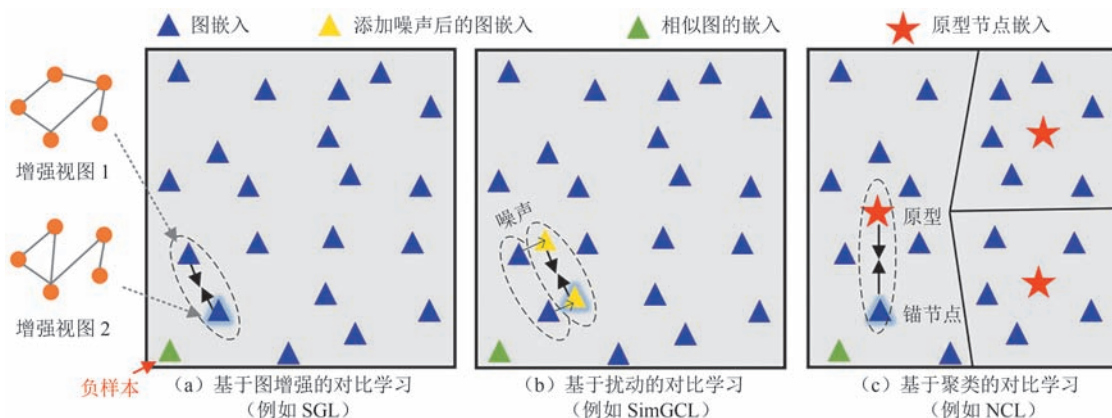 图嵌入 添加噪声后的图嵌入 相似图的嵌入 原型节点嵌入
增强视图 1
噪声
原型
增强视图 2
锚节点
负样本
（a）基于图增强的对比学习
（例如 SGL）
（b）基于扰动的对比学习
（例如 SimGCL）
（c）基于聚类的对比学习
（例如 NCL）